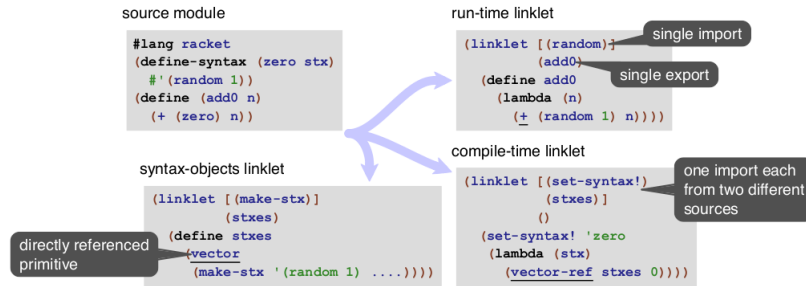 source module
#lang racket
(define-syntax (zero stx)
#'(random 1))
(define (add0 n)
(+ (zero) n))
run-time linklet
(linklet [(random)]
(add0)
(define add0
(lambda (n)
(+ (random 1) n))))
single import
single export
syntax-objects linklet
(linklet [(make-stx)]
(stxes)
(define stxes
(vector
(make-stx '(random 1) ....))))
directly referenced
primitive
compile-time linklet
(linklet [(set-syntax!)
(stxes)]
()
(set-syntax! 'zero
(lambda (stx)
(vector-ref stxes 0))))
one import each
from two different
sources